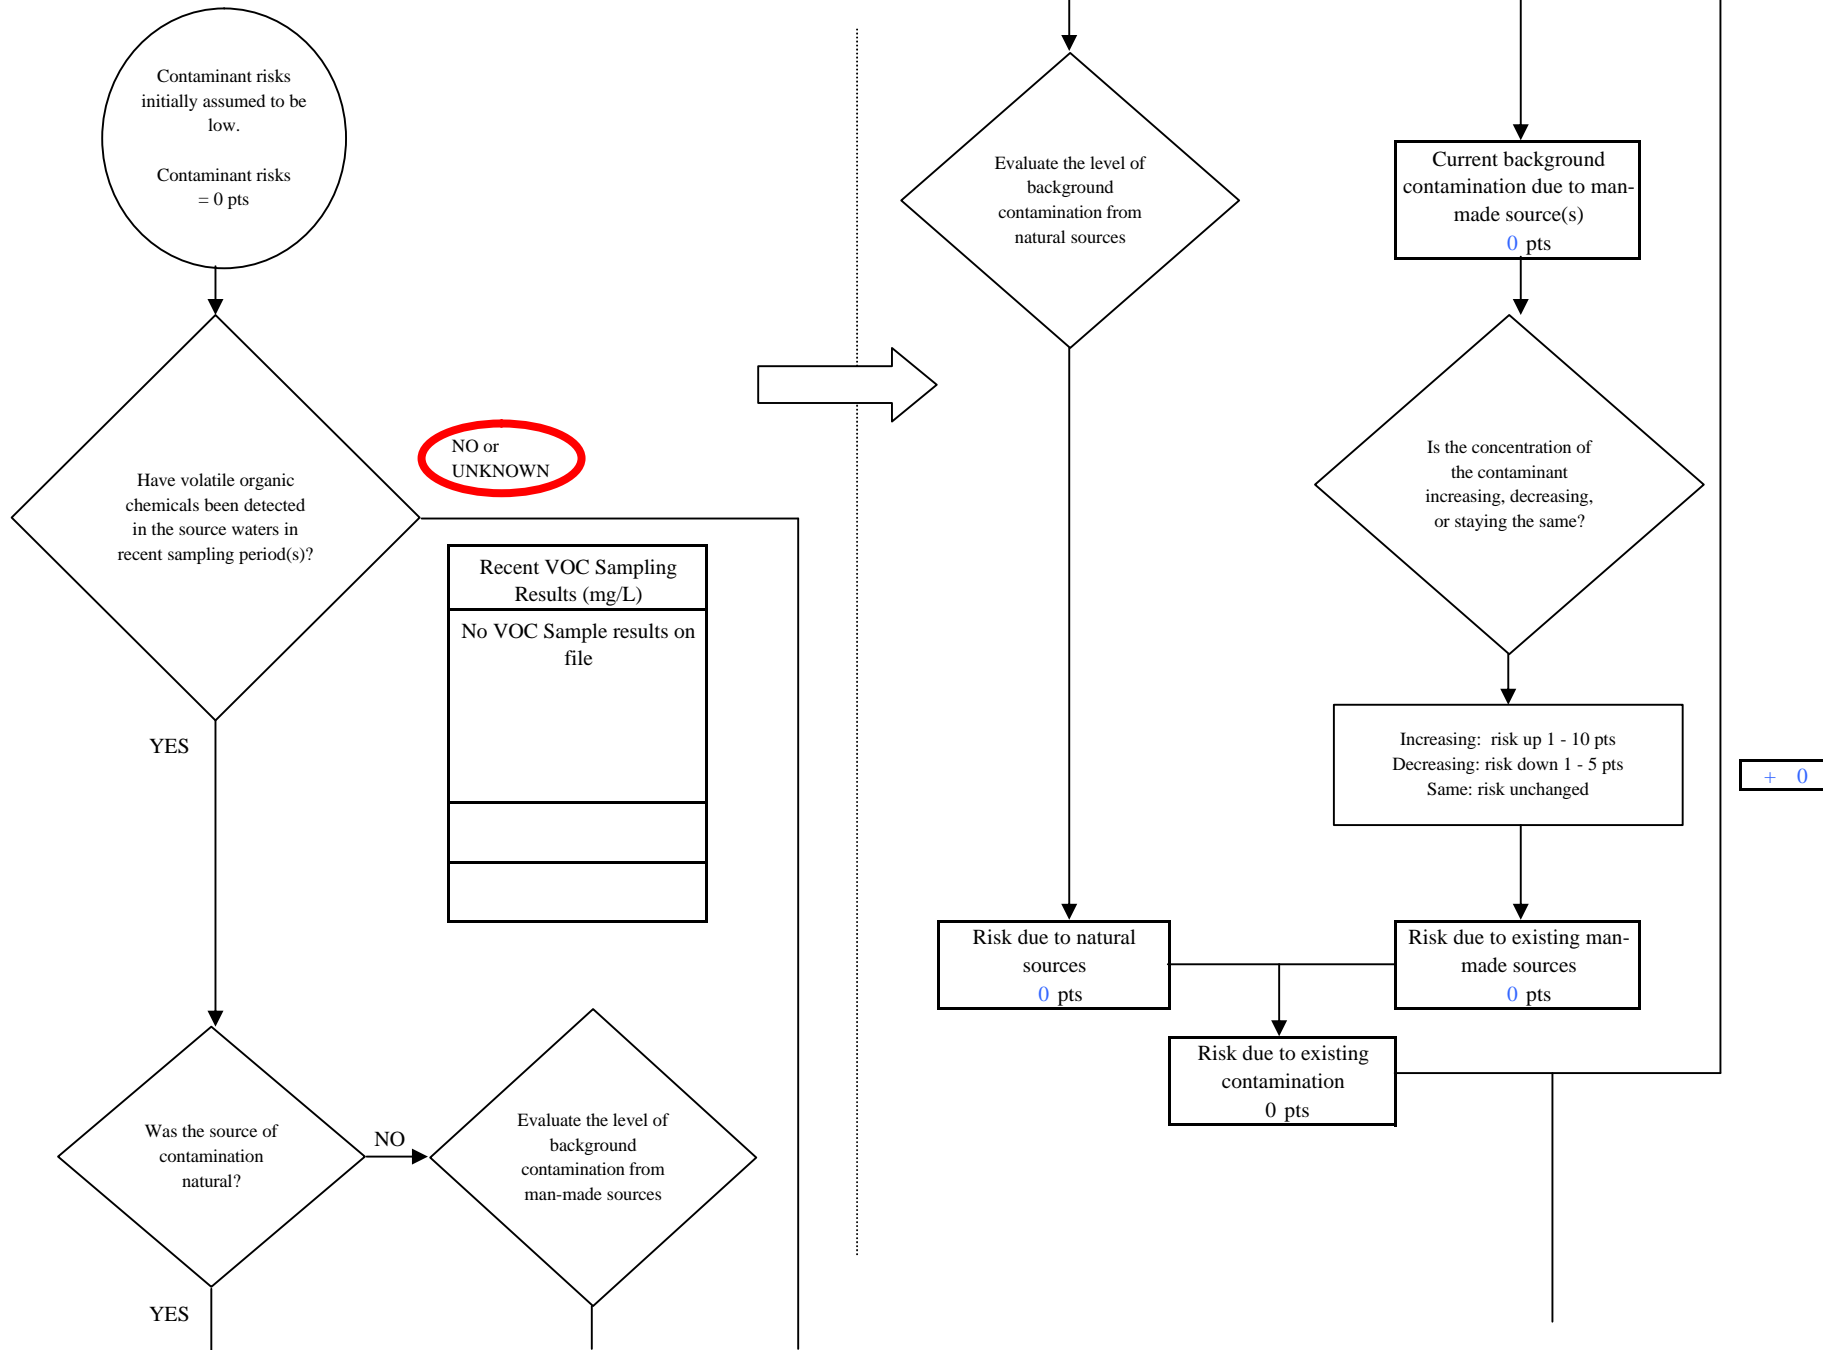 Contaminant risks
initially assumed to be
low.
Contaminant risks
= 0 pts
Have volatile organic
chemicals been detected
in the source waters in
recent sampling period(s)?
NO or
UNKNOWN
Recent VOC Sampling
Results (mg/L)
No VOC Sample results on
file
YES
Was the source of
contamination
natural?
NO
Evaluate the level of
background
contamination from
man-made sources
YES
Evaluate the level of
background
contamination from
natural sources
Current background
contamination due to man-
made source(s)
0 pts
Is the concentration of
the contaminant
increasing, decreasing,
or staying the same?
Increasing: risk up 1 - 10 pts
Decreasing: risk down 1 - 5 pts
Same: risk unchanged
+ 0
Risk due to natural
sources
0 pts
Risk due to existing man-
made sources
0 pts
Risk due to existing
contamination
0 pts